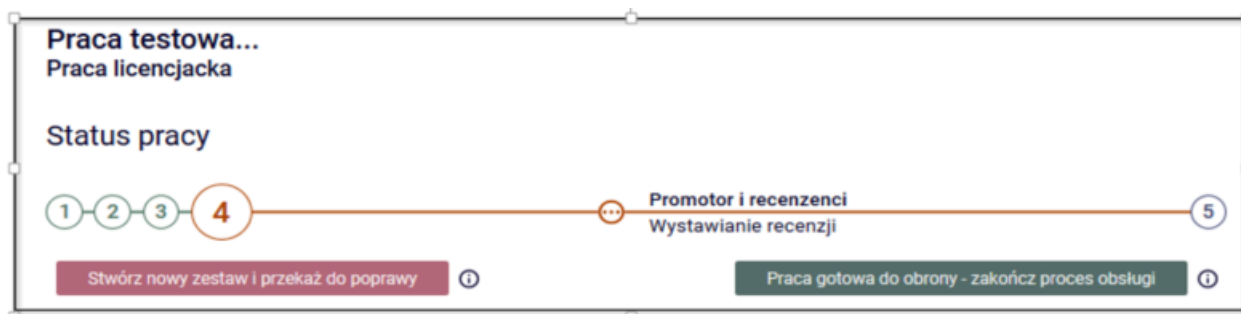 Praca testowa...
Praca licencjacka
Status pracy
1 2 3 4 Promotor i recenzenci 5
Wystawianie recenzji
Stwórz nowy zestaw i przekaż do poprawy Praca gotowa do obrony - zakończ proces obsługi